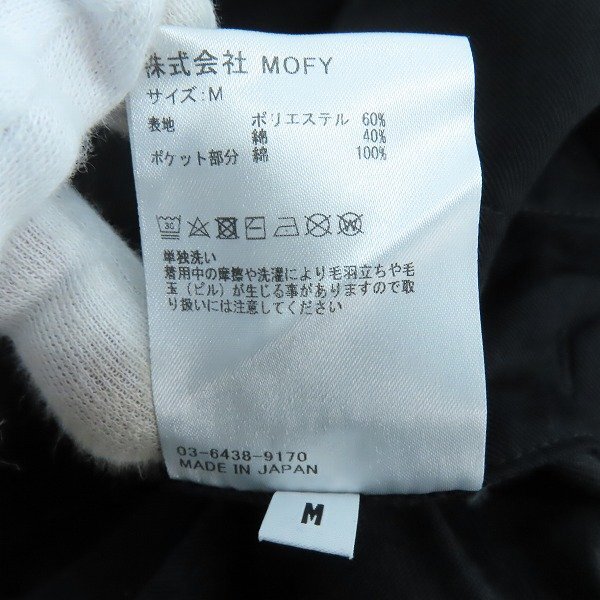 株式会社 MOFY
サイズ:M
表地 ポリエステル 60%
綿 40%
ポケット部分 綿 100%
30
W
単独洗い
着用中の摩擦や洗濯により毛羽立ちや毛
玉(ピル)が生じる事がありますので取
り扱いには注意してください
03-6438-9170
MADE IN JAPAN
M